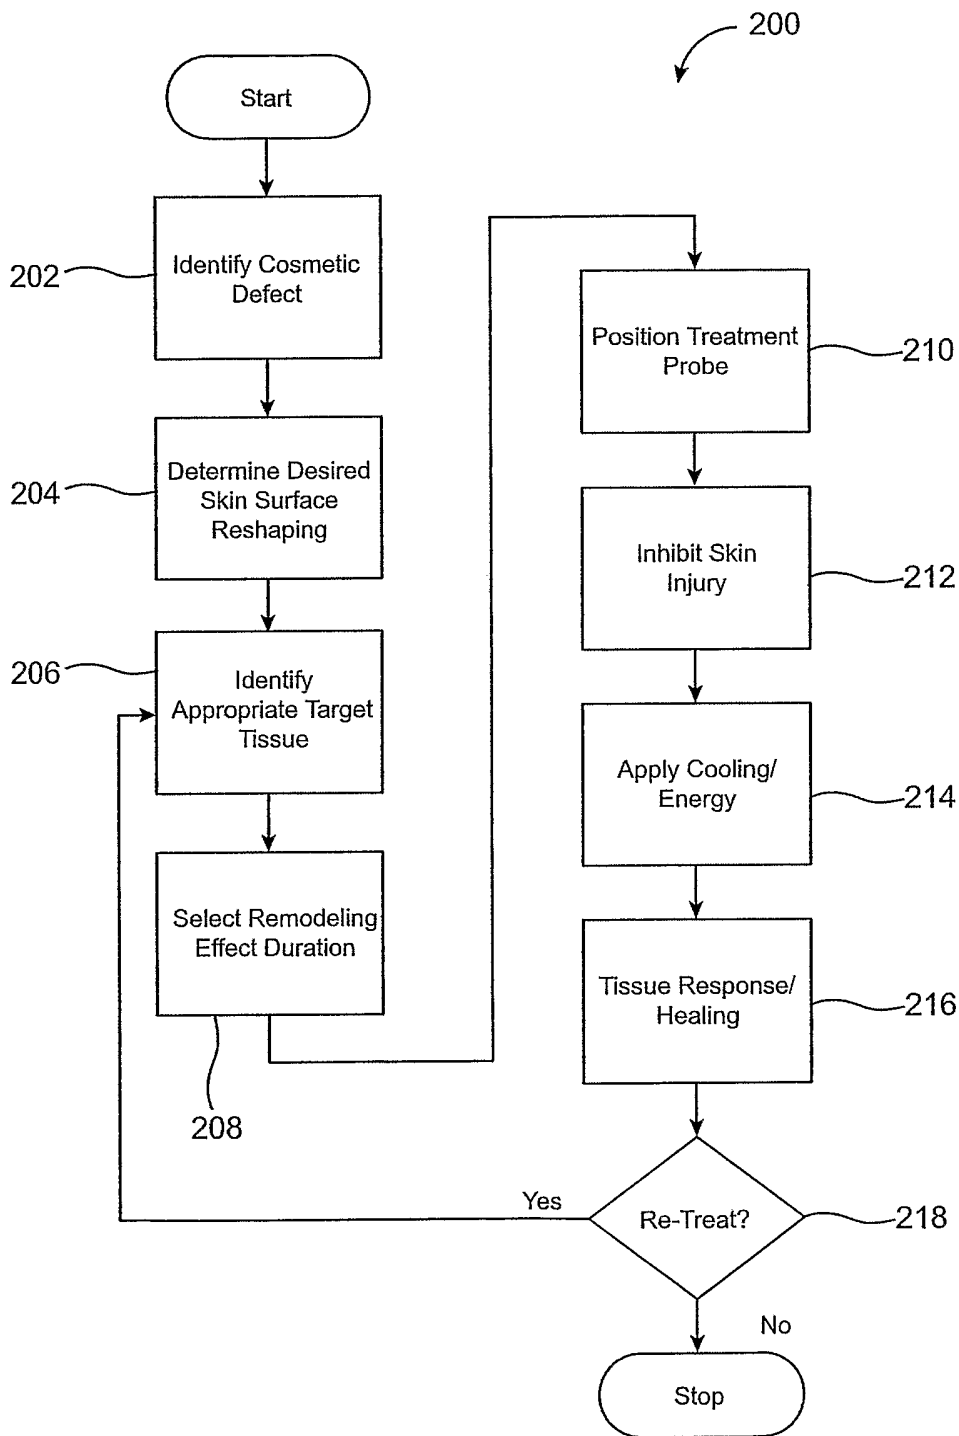 200
Start
202
Identify Cosmetic
Defect
204
Determine Desired
Skin Surface
Reshaping
206
Identify
Appropriate Target
Tissue
Select Remodeling
Effect Duration
208
Position Treatment
Probe
210
Inhibit Skin
Injury
212
Apply Cooling/
Energy
214
Tissue Response/
Healing
216
Re-Treat?
218
Yes
No
Stop